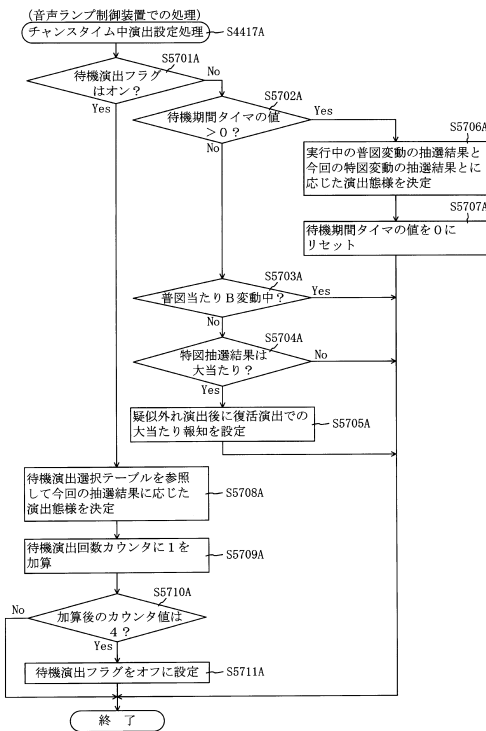 (音声ランプ制御装置での処理)
チャンスタイム中演出設定処理
S4417A
S5701A
待機演出フラグ
はオン?
No
Yes
S5702A
待機期間タイマの値
>0?
Yes
No
S5706A
実行中の普図変動の抽選結果と
今回の特図変動の抽選結果とに
応じた演出態様を決定
S5707A
待機期間タイマの値を0に
リセット
S5703A
普図当たりB変動中?
Yes
No
S5704A
特図抽選結果は
大当たり?
No
Yes
疑似外れ演出後に復活演出での
大当たり報知を設定
S5705A
待機演出選択テーブルを参照
して今回の抽選結果に応じた
演出態様を決定
S5708A
待機演出回数カウンタに1を
加算
S5709A
S5710A
加算後のカウンタ値は
4?
No
Yes
待機演出フラグをオフに設定
S5711A
終 了